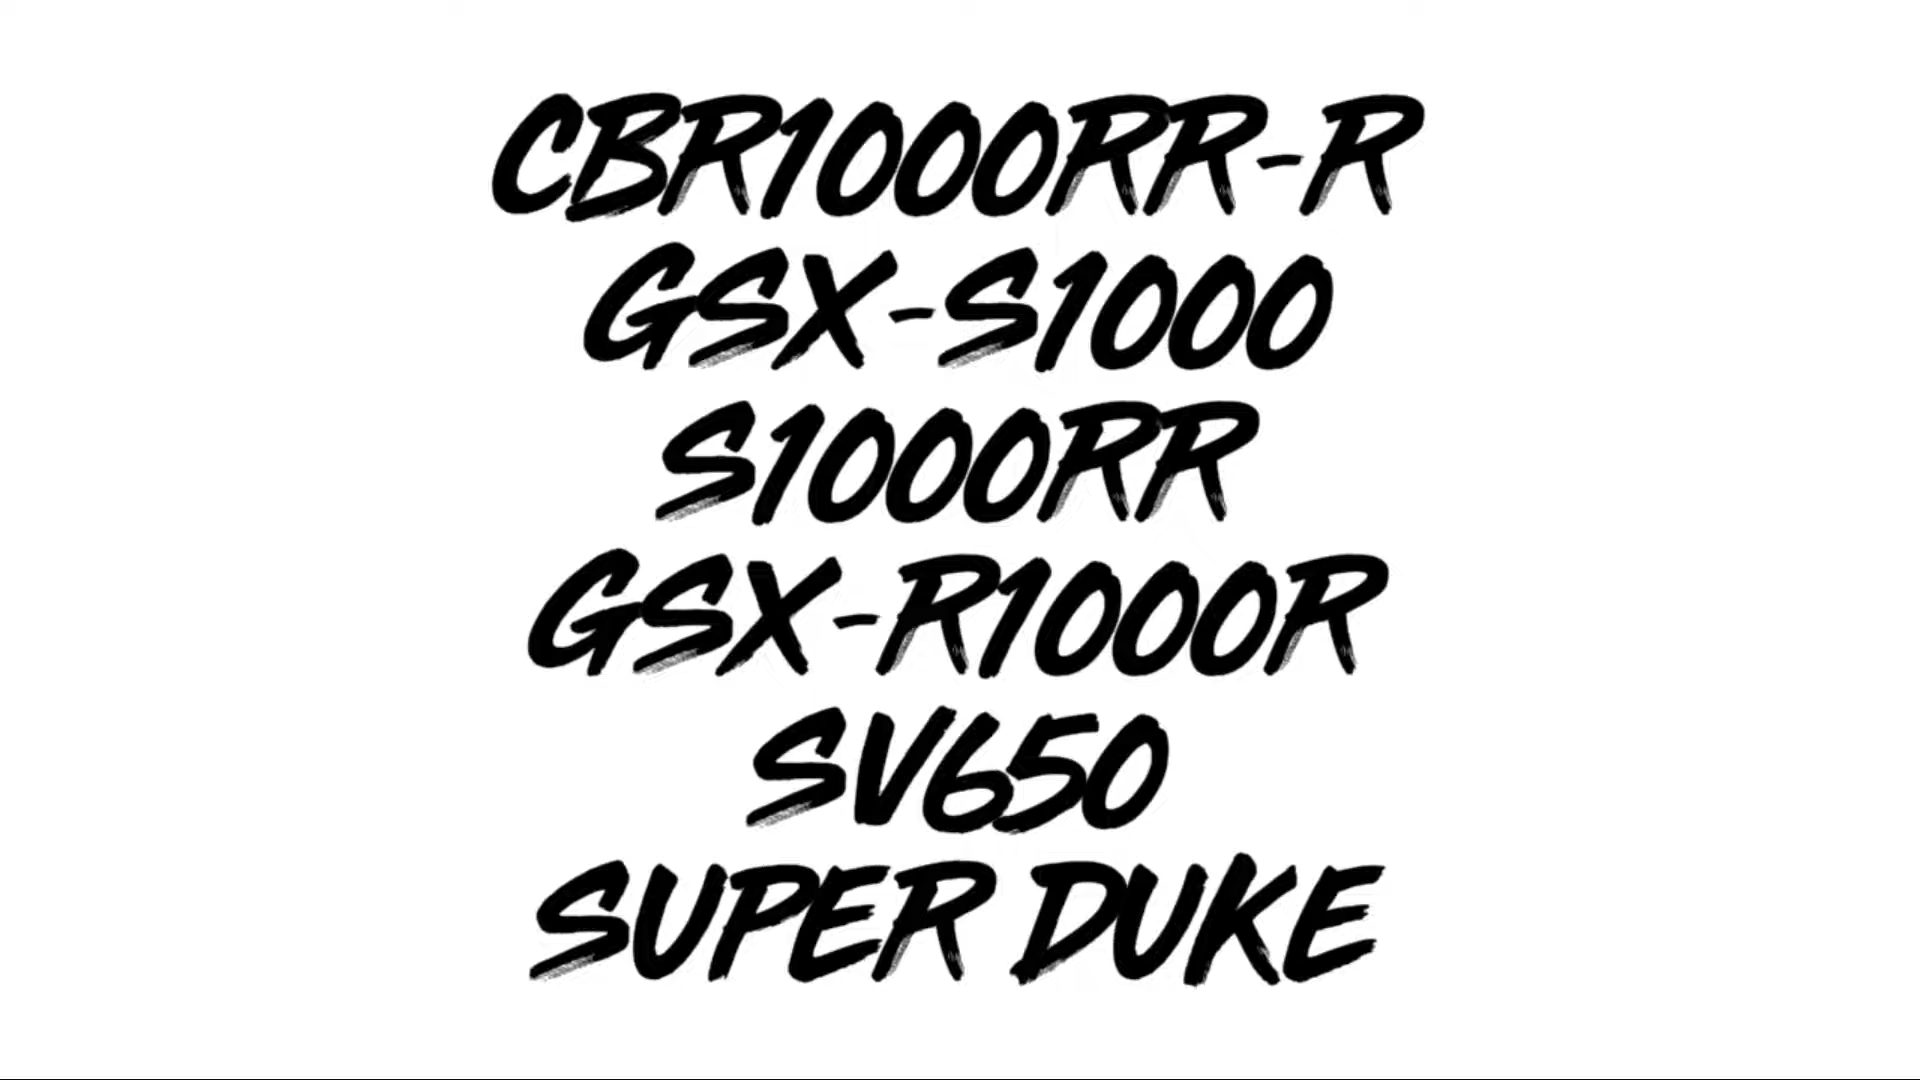 CBR1000RR-R
GSX-S1000
S1000RR
GSX-R1000R
SV650
SUPER DUKE